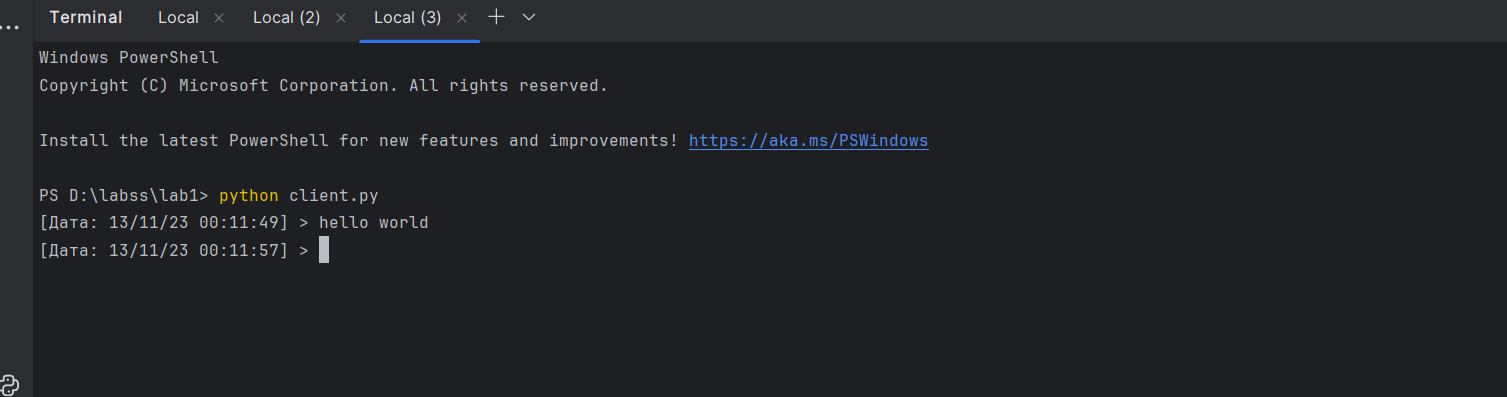 Terminal Local Local (2) Local (3)
Windows PowerShell
Copyright (C) Microsoft Corporation. All rights reserved.
Install the latest PowerShell for new features and improvements! https://aka.ms/PSWindows
PS D:\labss\lab1> python client.py
[Дата: 13/11/23 00:11:49] > hello world
[Дата: 13/11/23 00:11:57] >